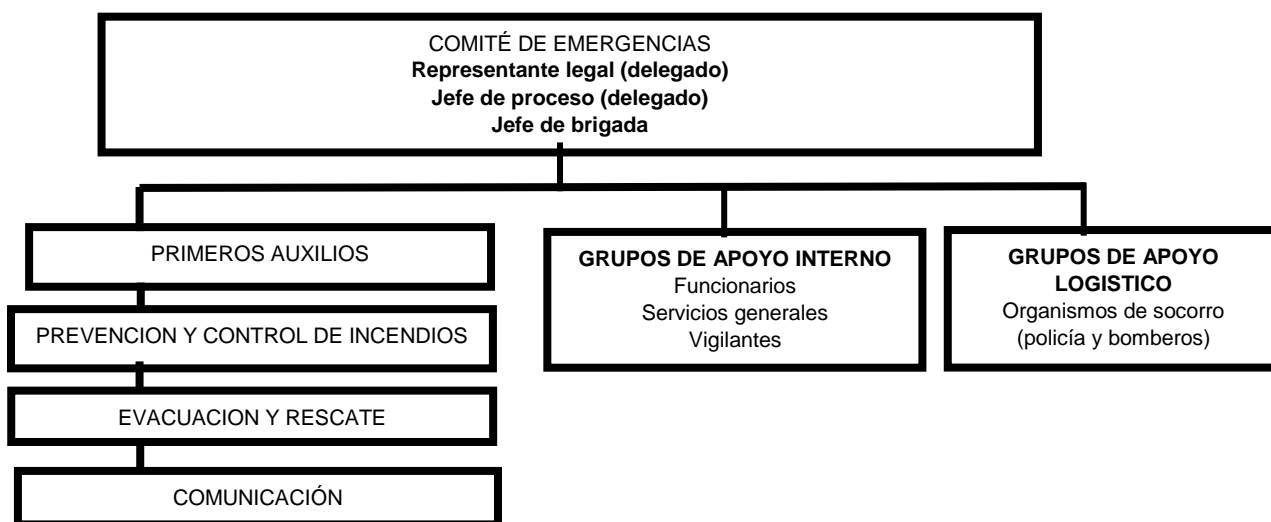 COMITÉ DE EMERGENCIAS
Representante legal (delegado)
Jefe de proceso (delegado)
Jefe de brigada
PRIMEROS AUXILIOS
PREVENCION Y CONTROL DE INCENDIOS
EVACUACION Y RESCATE
COMUNICACIÓN
GRUPOS DE APOYO INTERNO
Funcionarios
Servicios generales
Vigilantes
GRUPOS DE APOYO
LOGISTICO
Organismos de socorro
(policía y bomberos)